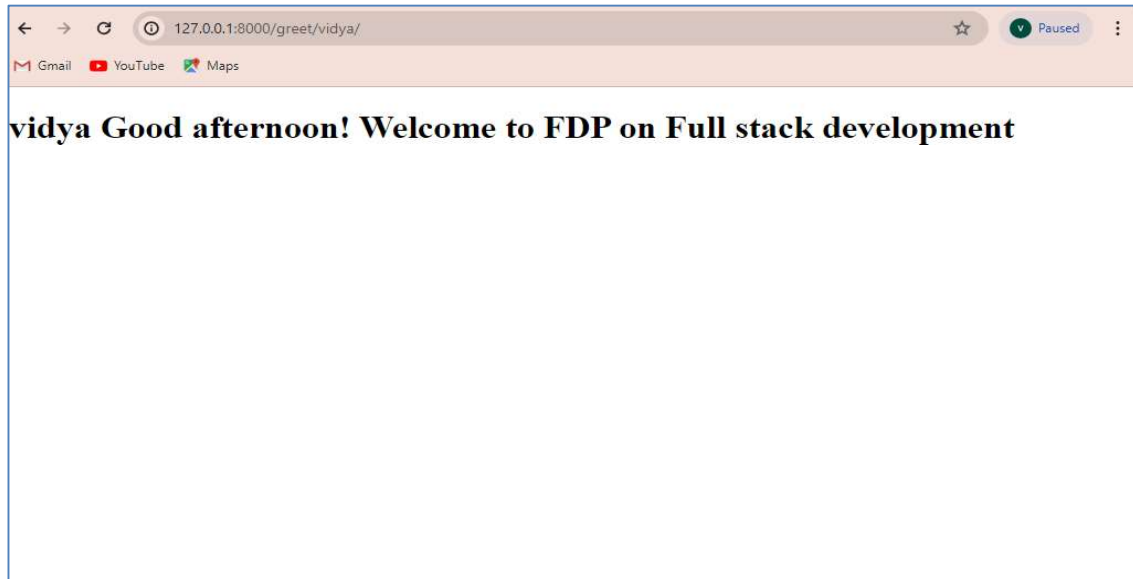 127.0.0.1:8000/greet/vidya/
V Paused
Gmail YouTube Maps
vidya Good afternoon! Welcome to FDP on Full stack development